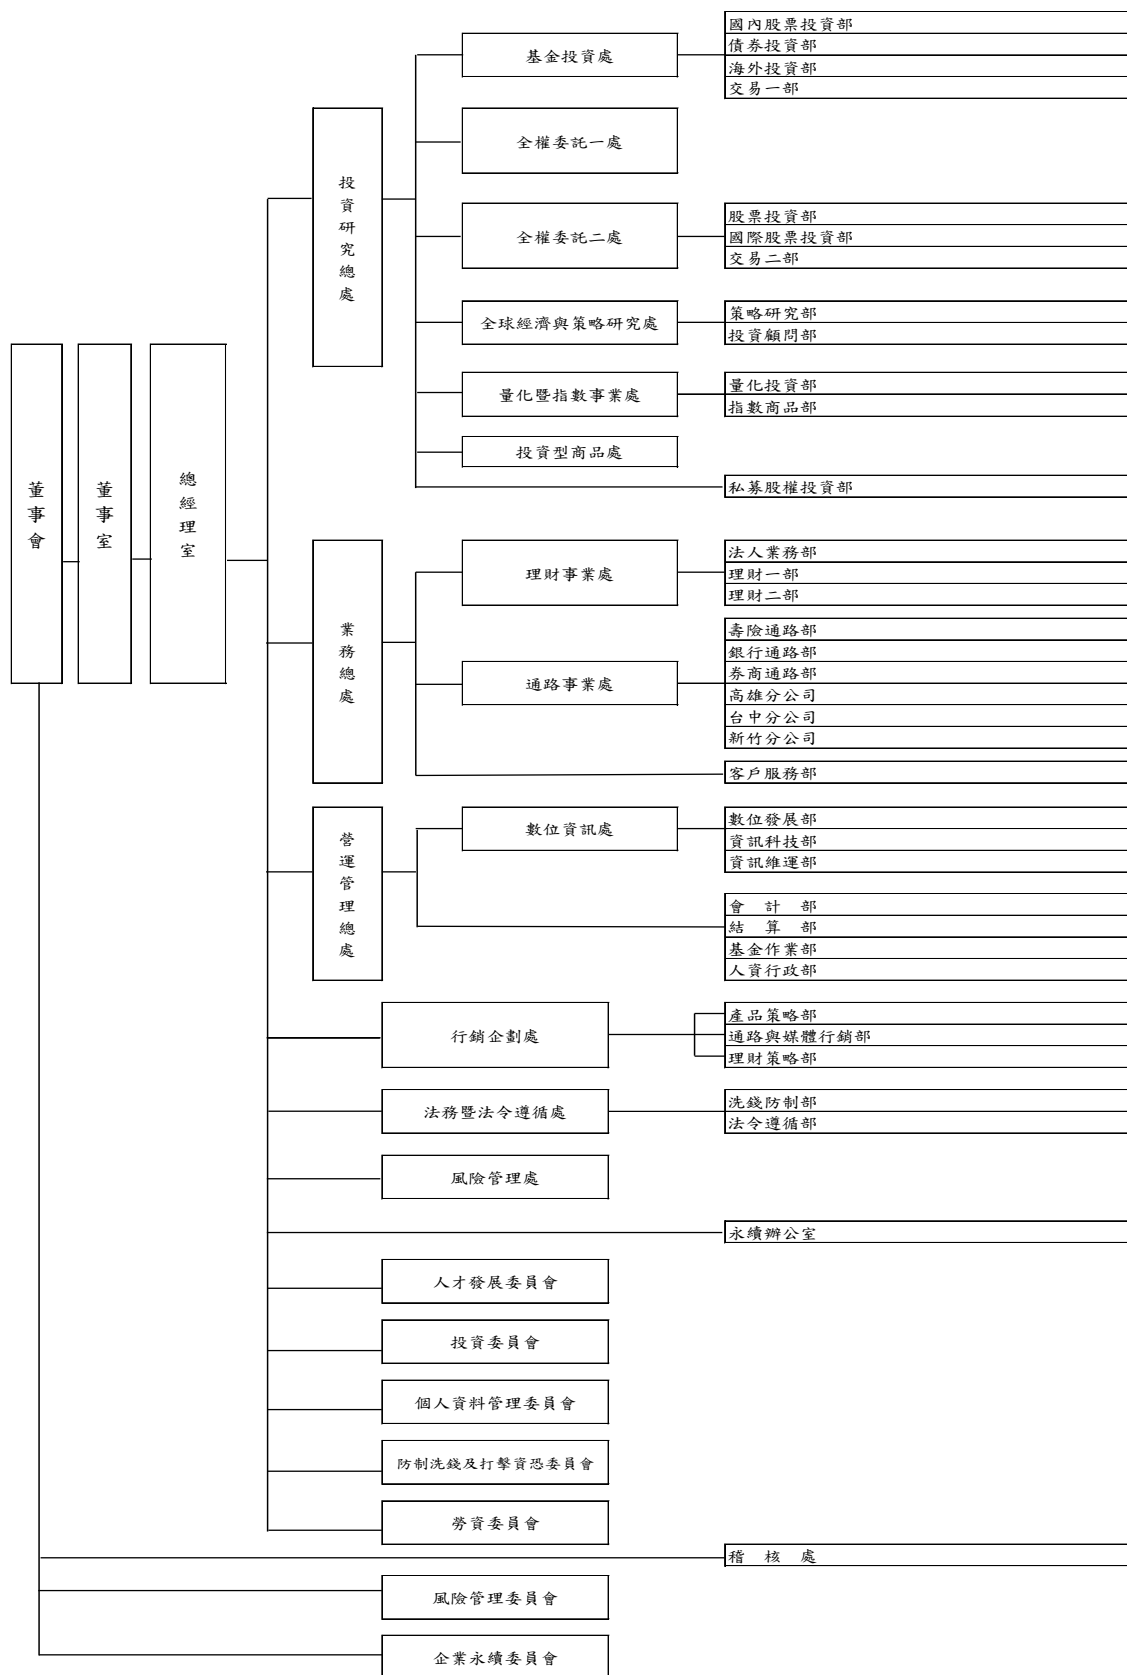 董事會
董事室
總經理室
投資研究總處
基金投資處
國內股票投資部
債券投資部
海外投資部
交易一部
全權委託一處
全權委託二處
股票投資部
國際股票投資部
交易二部
全球經濟與策略研究處
策略研究部
投資顧問部
量化暨指數事業處
量化投資部
指數商品部
投資型商品處
私募股權投資部
業務總處
理財事業處
法人業務部
理財一部
理財二部
通路事業處
壽險通路部
銀行通路部
券商通路部
高雄分公司
台中分公司
新竹分公司
客戶服務部
營運管理總處
數位資訊處
數位發展部
資訊科技部
資訊維運部
會 計 部
結 算 部
基金作業部
人資行政部
行銷企劃處
產品策略部
通路與媒體行銷部
理財策略部
法務暨法令遵循處
洗錢防制部
法令遵循部
風險管理處
永續辦公室
人才發展委員會
投資委員會
個人資料管理委員會
防制洗錢及打擊資恐委員會
勞資委員會
稽 核 處
風險管理委員會
企業永續委員會